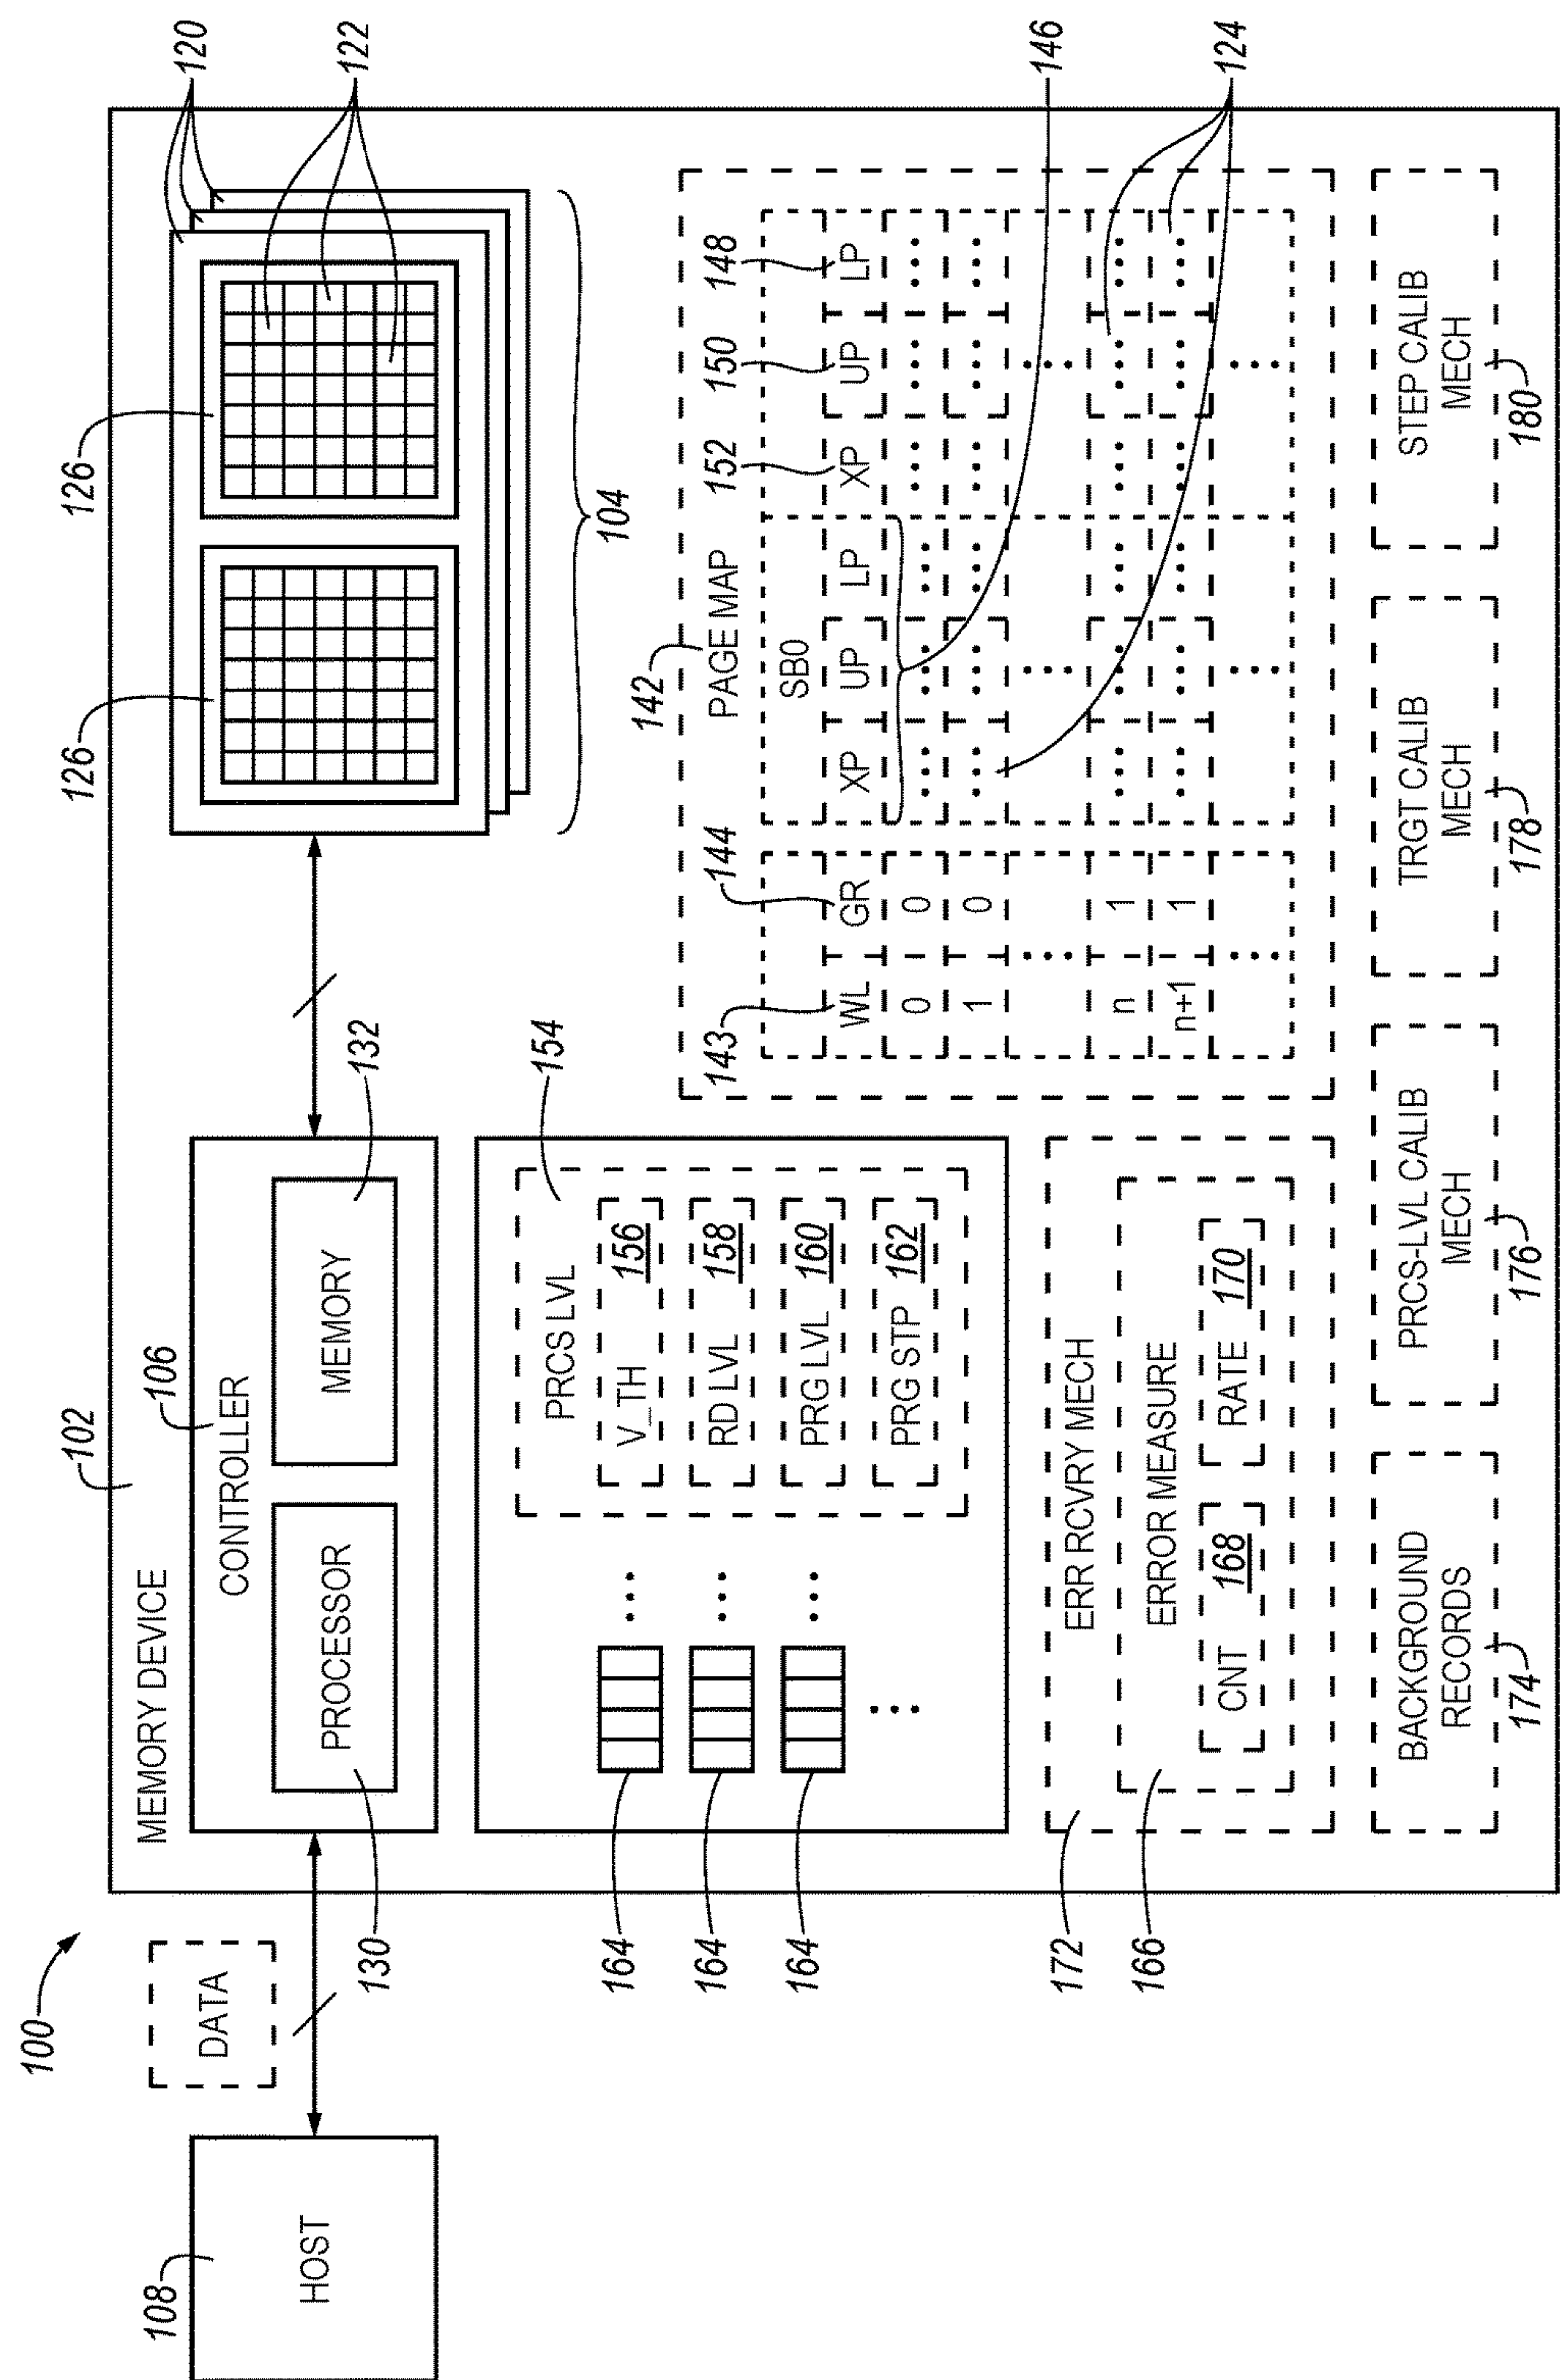 100
102
MEMORY DEVICE
108
HOST
DATA
106
CONTROLLER
PROCESSOR
130
MEMORY
132
126
126
120
122
104
PRCS LVL
154
V_TH 156
RD LVL 158
PRG LVL 160
PRG STP 162
164
164
164
ERR RCVRY MECH
172
ERROR MEASURE
166
CNT 168
RATE 170
142
PAGE MAP
143
144
152
150
148
SB0
WL GR XP UP LP XP UP LP
0 0 ... ... ... ... ... ...
1 0 ... ... ... ... ... ...
n 1 ... ... ... ... ... ...
n+1 1 ... ... ... ... ... ...
146
124
BACKGROUND
RECORDS
174
PRCS-LVL CALIB
MECH
176
TRGT CALIB
MECH
178
STEP CALIB
MECH
180